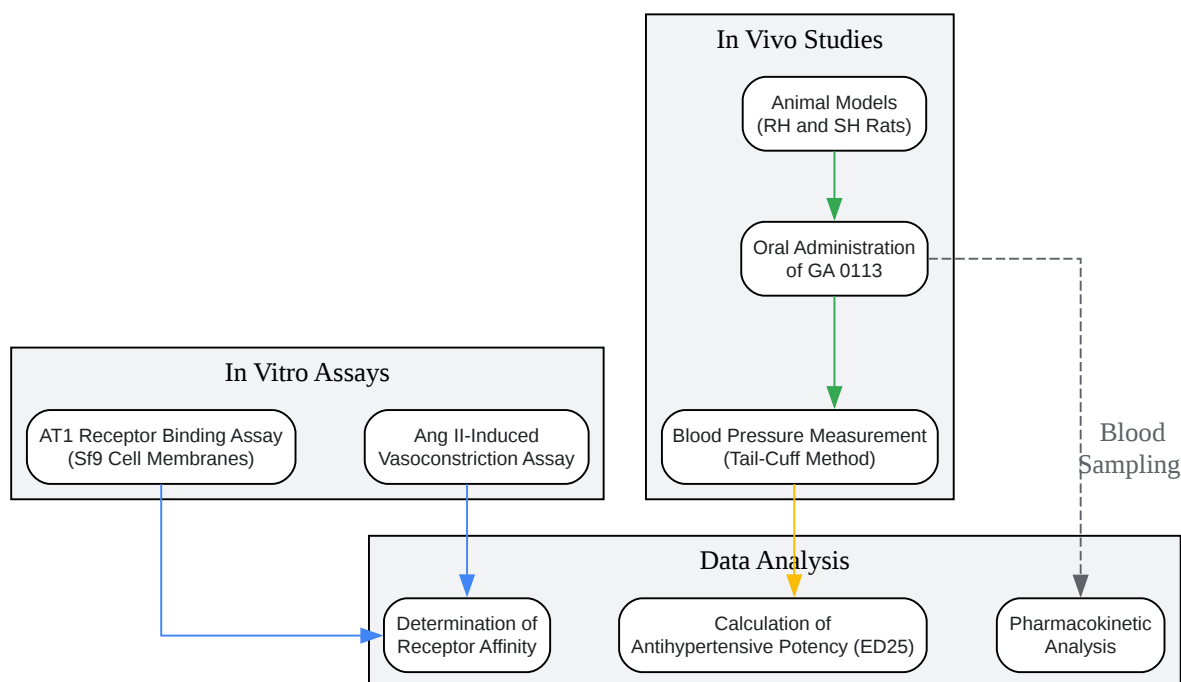 In Vivo Studies
Animal Models
(RH and SH Rats)
Oral Administration
of GA 0113
Blood Pressure Measurement
(Tail-Cuff Method)
Blood
Sampling
In Vitro Assays
AT1 Receptor Binding Assay
(Sf9 Cell Membranes)
Ang II-Induced
Vasoconstriction Assay
Data Analysis
Determination of
Receptor Affinity
Calculation of
Antihypertensive Potency (ED25)
Pharmacokinetic
Analysis